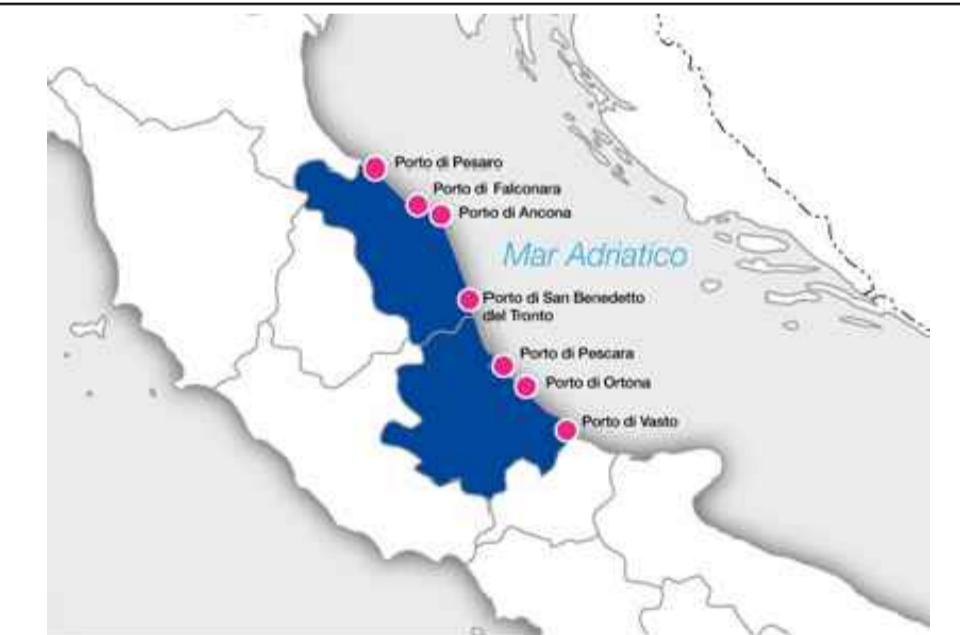 Porto di Pesaro
Porto di Falconara
Porto di Ancona
Mar Adriatico
Porto di San Benedetto
del Tronto
Porto di Pescara
Porto di Ortona
Porto di Vasto